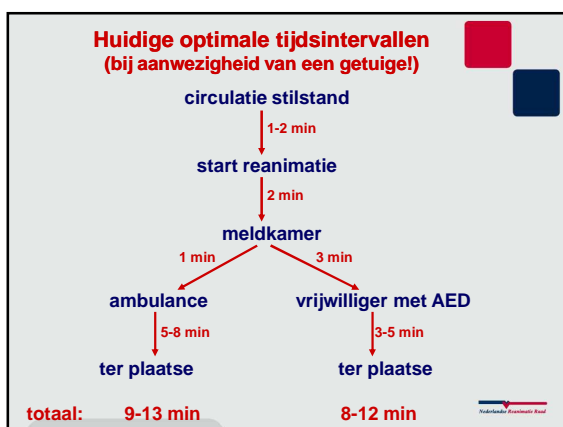 Huidige optimale tijdsintervallen
(bij aanwezigheid van een getuige!)
circulatie stilstand
1-2 min
start reanimatie
2 min
meldkamer
1 min
3 min
ambulance
vrijwilliger met AED
5-8 min
3-5 min
ter plaatse
ter plaatse
totaal: 9-13 min 8-12 min
Nederlandse Reanimatie Raad